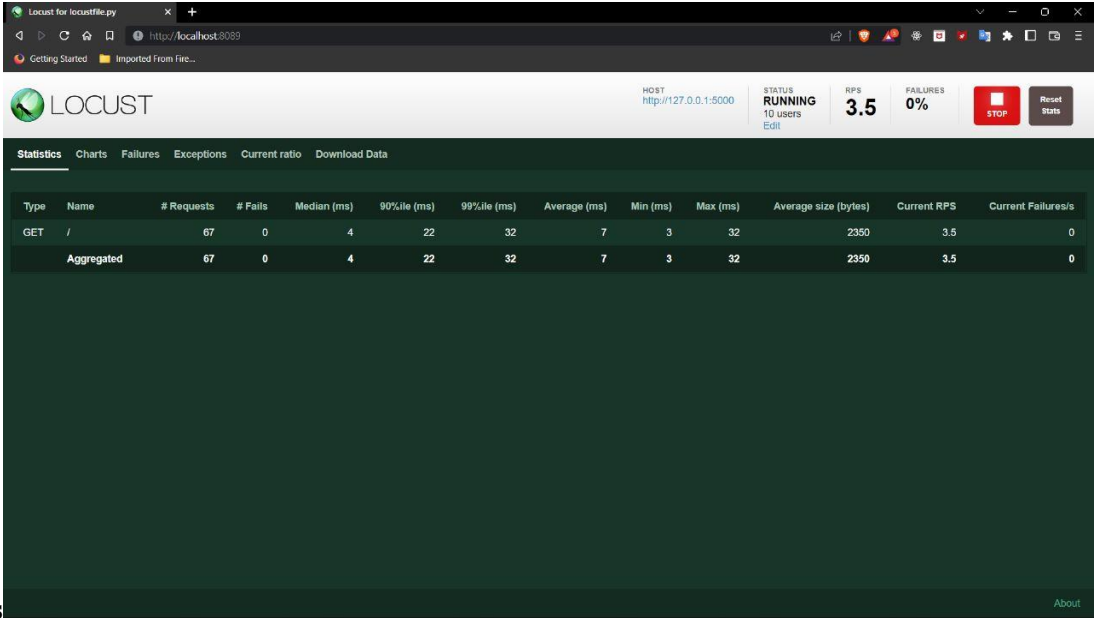 Locust for locustfile.py
http://localhost:8089
Getting Started Imported From Fire...
LOCUST
HOST
http://127.0.0.1:5000
STATUS
RUNNING
10 users
Edit
RPS
3.5
FAILURES
0%
STOP
Reset
Stats
Statistics Charts Failures Exceptions Current ratio Download Data
Type Name # Requests # Fails Median (ms) 90%ile (ms) 99%ile (ms) Average (ms) Min (ms) Max (ms) Average size (bytes) Current RPS Current Failures/s
GET / 67 0 4 22 32 7 3 32 2350 3.5 0
Aggregated 67 0 4 22 32 7 3 32 2350 3.5 0
About